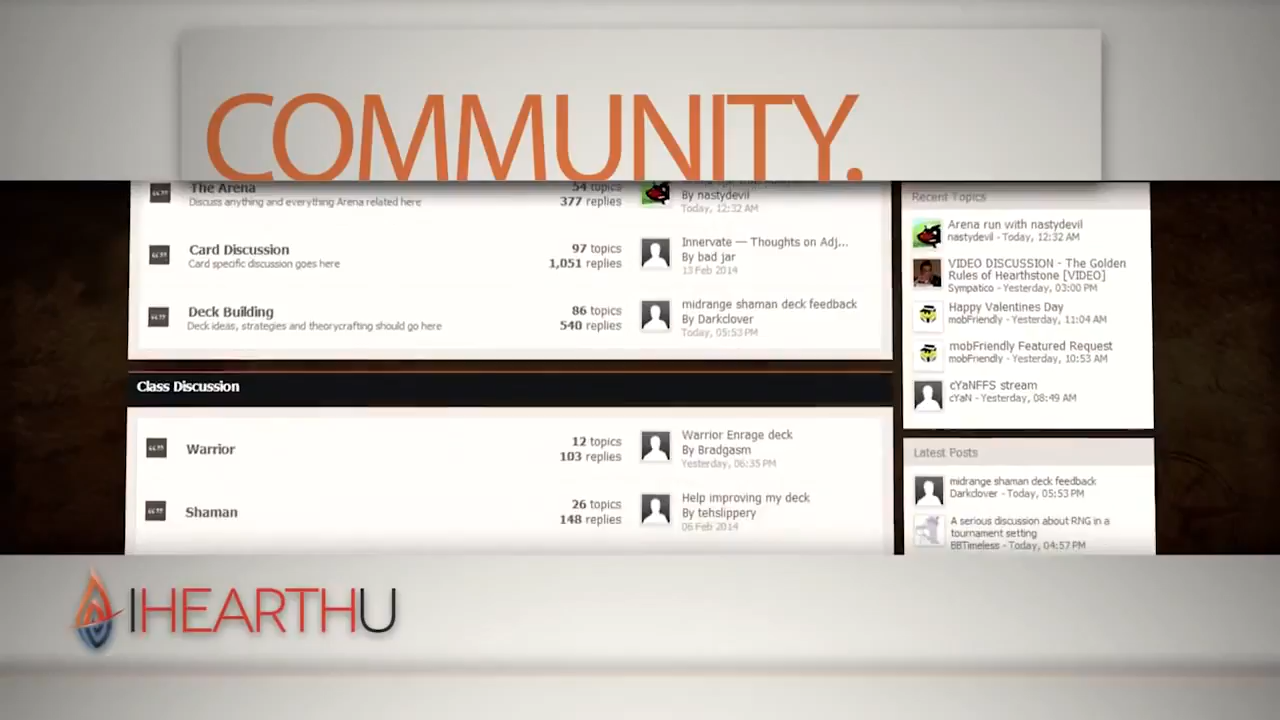 COMMUNITY.
The Arena
Discuss anything and everything Arena related here
54 topics
377 replies
By nastydevil
Today, 12:32 AM
Card Discussion
Card specific discussion goes here
97 topics
1,051 replies
Innervate — Thoughts on Adj...
By bad jar
13 Feb 2014
Deck Building
Deck ideas, strategies and theorycrafting should go here
86 topics
540 replies
midrange shaman deck feedback
By Darkclover
Today, 05:53 PM
Class Discussion
Warrior
12 topics
103 replies
Warrior Enrage deck
By Bradgasm
Yesterday, 06:35 PM
Shaman
26 topics
148 replies
Help improving my deck
By tehslippery
06 Feb 2014
Recent Topics
Arena run with nastydevil
nastydevil - Today, 12:32 AM
VIDEO DISCUSSION - The Golden
Rules of Hearthstone [VIDEO]
Sympatico - Yesterday, 03:00 PM
Happy Valentines Day
mobFriendly - Yesterday, 11:04 AM
mobFriendly Featured Request
mobFriendly - Yesterday, 10:53 AM
cYaNFFS stream
cYaN - Yesterday, 08:49 AM
Latest Posts
midrange shaman deck feedback
Darkclover - Today, 05:53 PM
A serious discussion about RNG in a
tournament setting
BBTimeless - Today, 04:57 PM
IHEARTHU